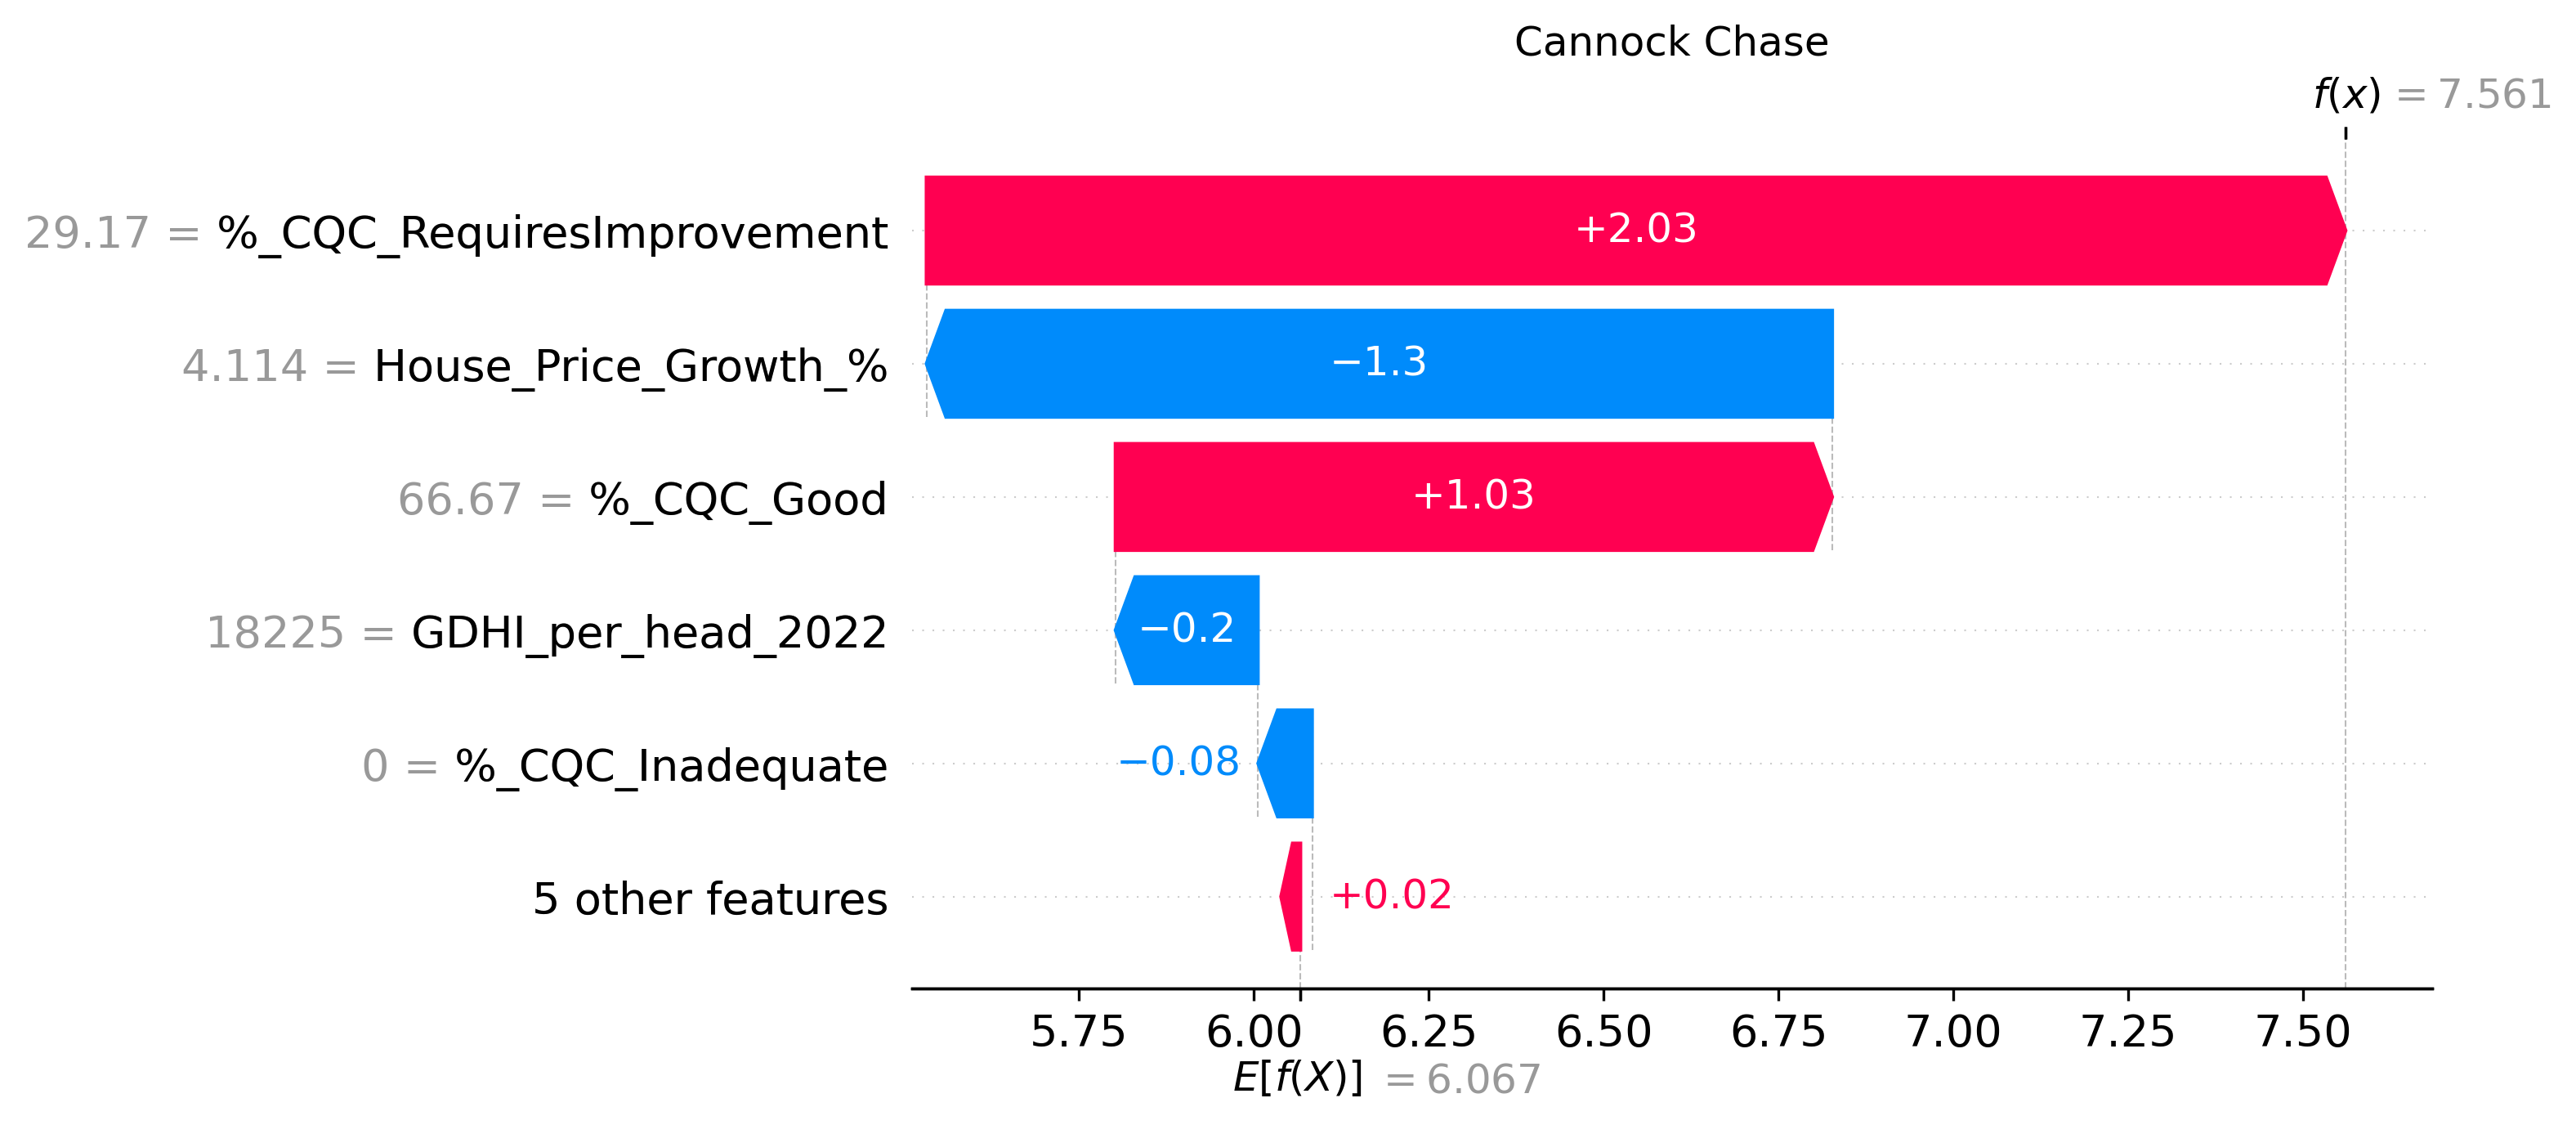 Cannock Chase
f(x) = 7.561
29.17 = %_CQC_RequiresImprovement
+2.03
4.114 = House_Price_Growth_%
−1.3
66.67 = %_CQC_Good
+1.03
18225 = GDHI_per_head_2022
−0.2
0 = %_CQC_Inadequate
−0.08
5 other features
+0.02
5.75 6.00 6.25 6.50 6.75 7.00 7.25 7.50
E[f(X)] = 6.067